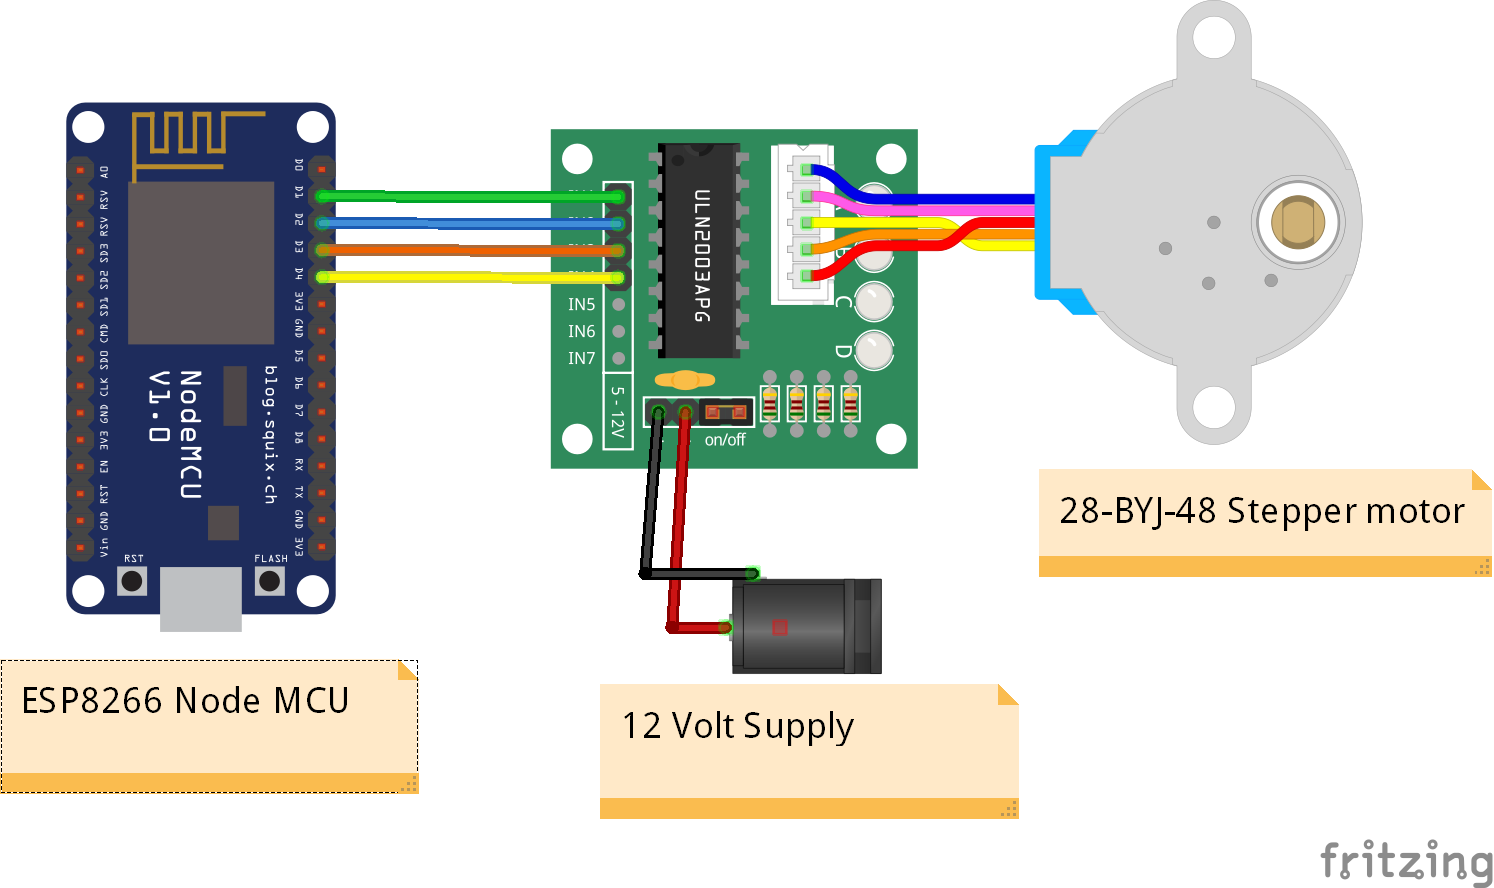 A0
RSV
RSV
SD3
SD2
SD1
CMD
SD0
CLK
GND
3V3
EN
RST
GND
Vin
D0
D1
D2
D3
D4
3V3
GND
D5
D6
D7
D8
RX
TX
GND
3V3
NodeMCU
V1.0
blog.squix.ch
RST
FLASH
IN5
IN6
IN7
5 - 12V
ULN2003APG
B
C
D
on/off
28-BYJ-48 Stepper motor
ESP8266 Node MCU
12 Volt Supply
fritzing